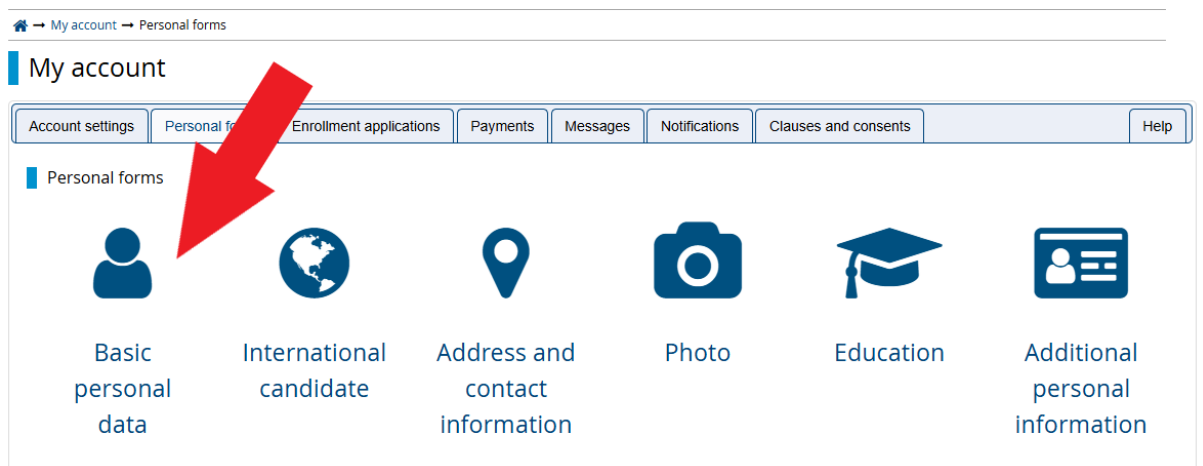 → My account → Personal forms
My account
Account settings Personal Enrollment applications Payments Messages Notifications Clauses and consents Help
Personal forms
Basic personal data
International candidate
Address and contact information
Photo
Education
Additional personal information